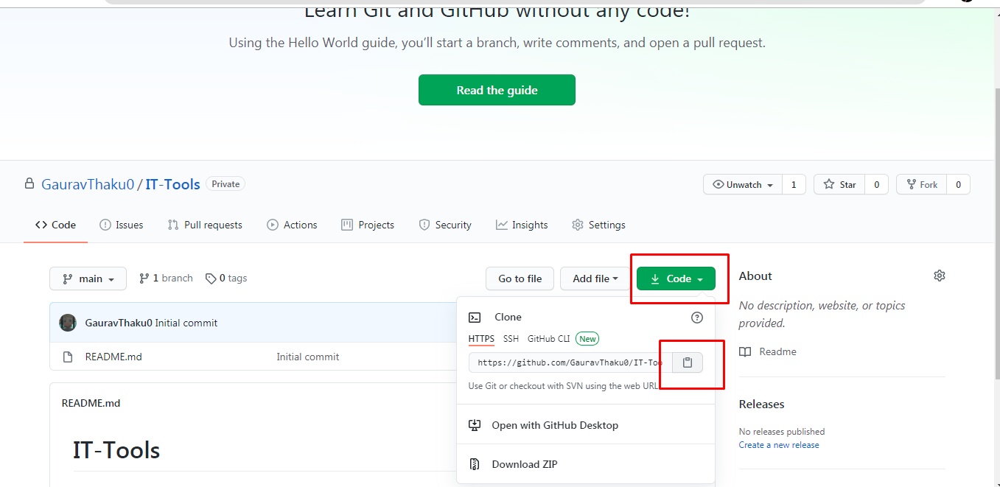 Learn Git and GitHub without any code!
Using the Hello World guide, you’ll start a branch, write comments, and open a pull request.
Read the guide
GauravThaku0 / IT-Tools Private
Unwatch 1 Star 0 Fork 0
Code Issues Pull requests Actions Projects Security Insights Settings
main 1 branch 0 tags Go to file Add file Code
GauravThaku0 Initial commit
README.md Initial commit
README.md
IT-Tools
Clone
HTTPS SSH GitHub CLI New
https://github.com/GauravThaku0/IT-Too
Use Git or checkout with SVN using the web URL
Open with GitHub Desktop
Download ZIP
About
No description, website, or topics
provided.
Readme
Releases
No releases published
Create a new release